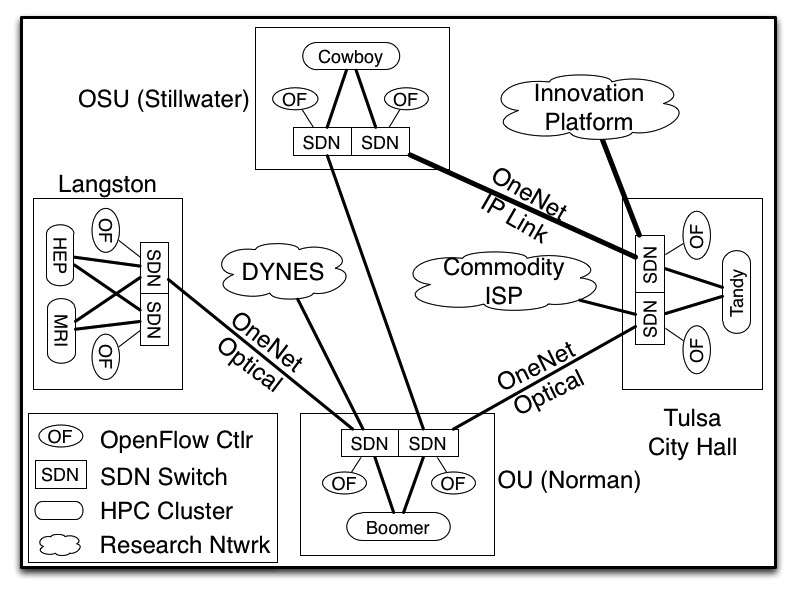 Cowboy
OF
OF
OSU (Stillwater)
SDN
SDN
Innovation
Platform
Langston
OneNet
IP Link
HEP
OF
SDN
MRI
SDN
OF
DYNES
Commodity
ISP
SDN
OF
Tandy
SDN
OF
OneNet
Optical
OneNet
Optical
Tulsa
City Hall
SDN
SDN
OF
OF
OU (Norman)
Boomer
OF
OpenFlow Ctlr
SDN
SDN Switch
HPC Cluster
Research Ntwrk